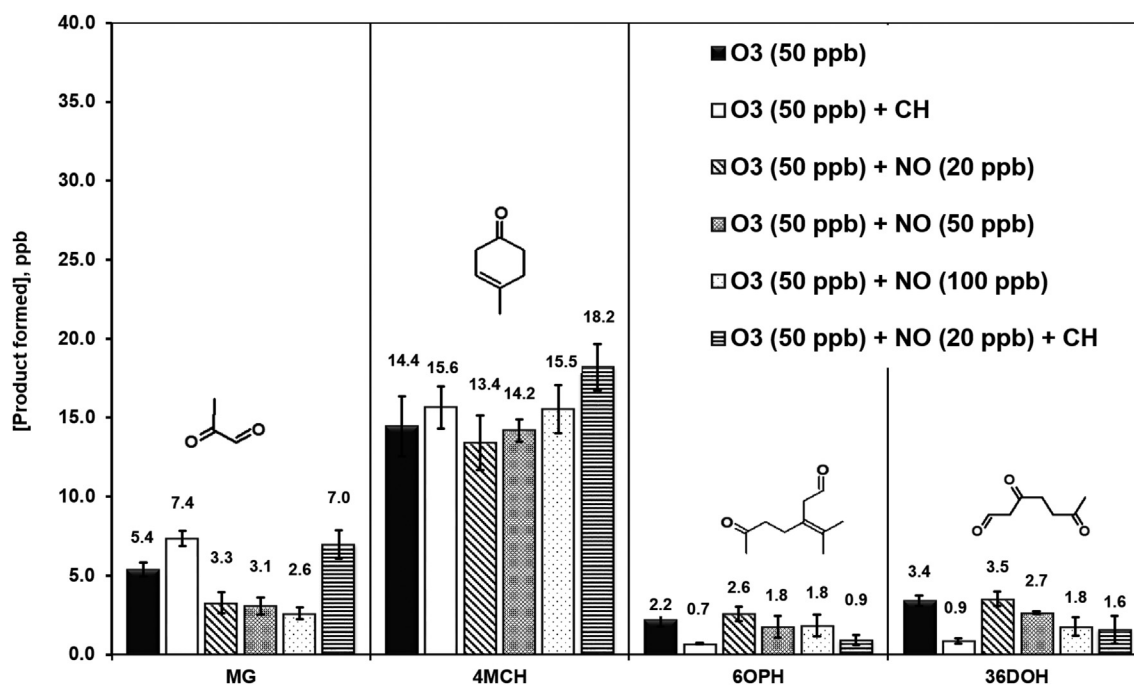 [Product formed], ppb
40.0
35.0
30.0
25.0
20.0
15.0
10.0
5.0
0.0
O3 (50 ppb)
O3 (50 ppb) + CH
O3 (50 ppb) + NO (20 ppb)
O3 (50 ppb) + NO (50 ppb)
O3 (50 ppb) + NO (100 ppb)
O3 (50 ppb) + NO (20 ppb) + CH
O O
5.4 7.4 3.3 3.1 2.6 7.0
O
14.4 15.6 13.4 14.2 15.5 18.2
O O
2.2 0.7 2.6 1.8 1.8 0.9
O O O
3.4 0.9 3.5 2.7 1.8 1.6
MG 4MCH 6OPH 36DOH